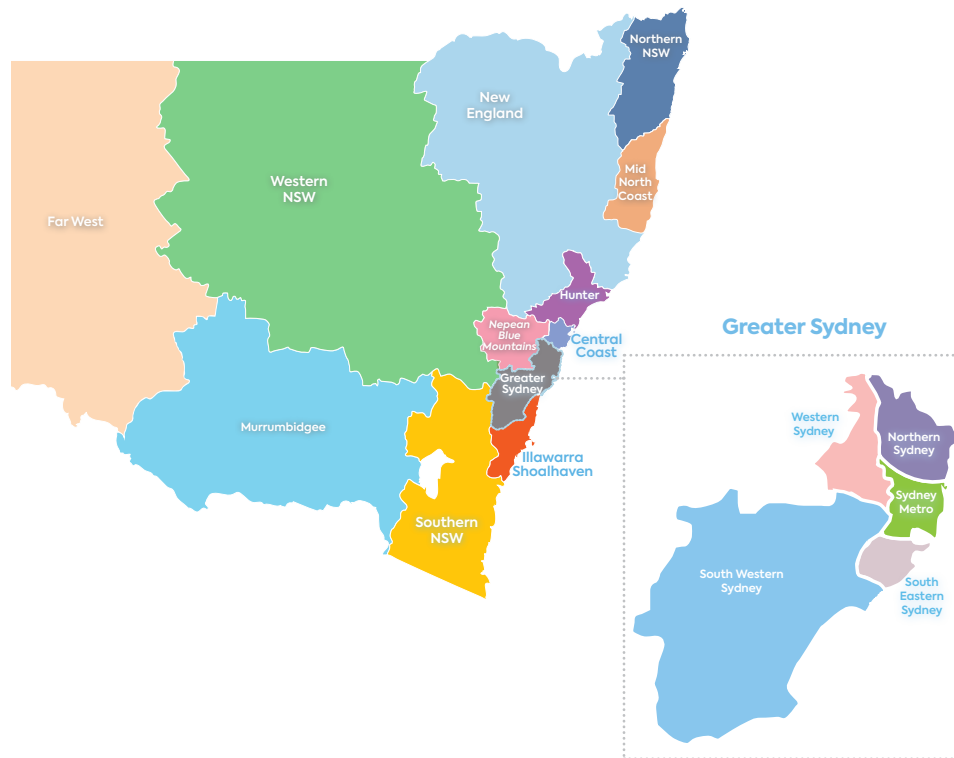 Northern
NSW
New
England
Mid
North
Coast
Western
NSW
Far West
Hunter
Nepean
Blue
Mountains
Central
Coast
Greater
Sydney
Murrumbidgee
Illawarra
Shoalhaven
Southern
NSW
Greater Sydney
Western
Sydney
Northern
Sydney
Sydney
Metro
South Western
Sydney
South
Eastern
Sydney